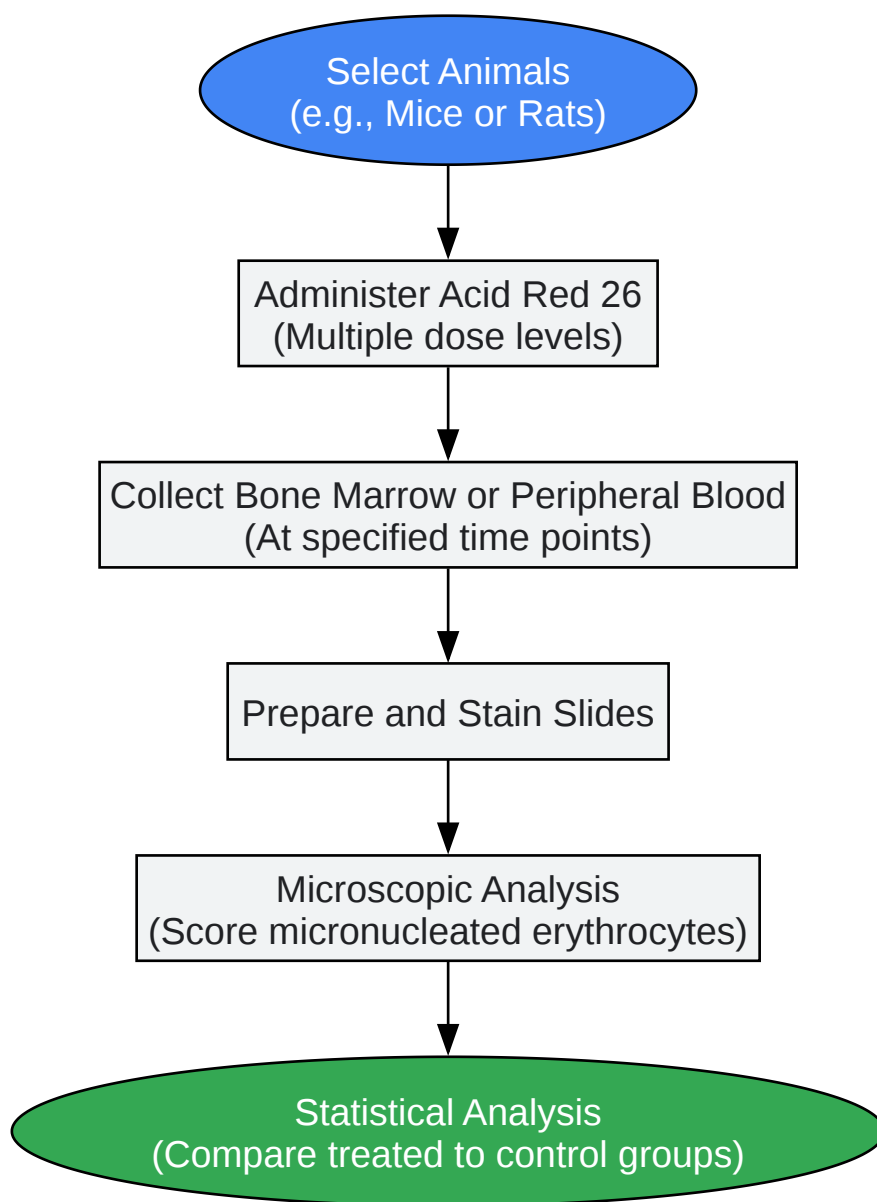 Select Animals
(e.g., Mice or Rats)
Administer Acid Red 26
(Multiple dose levels)
Collect Bone Marrow or Peripheral Blood
(At specified time points)
Prepare and Stain Slides
Microscopic Analysis
(Score micronucleated erythrocytes)
Statistical Analysis
(Compare treated to control groups)